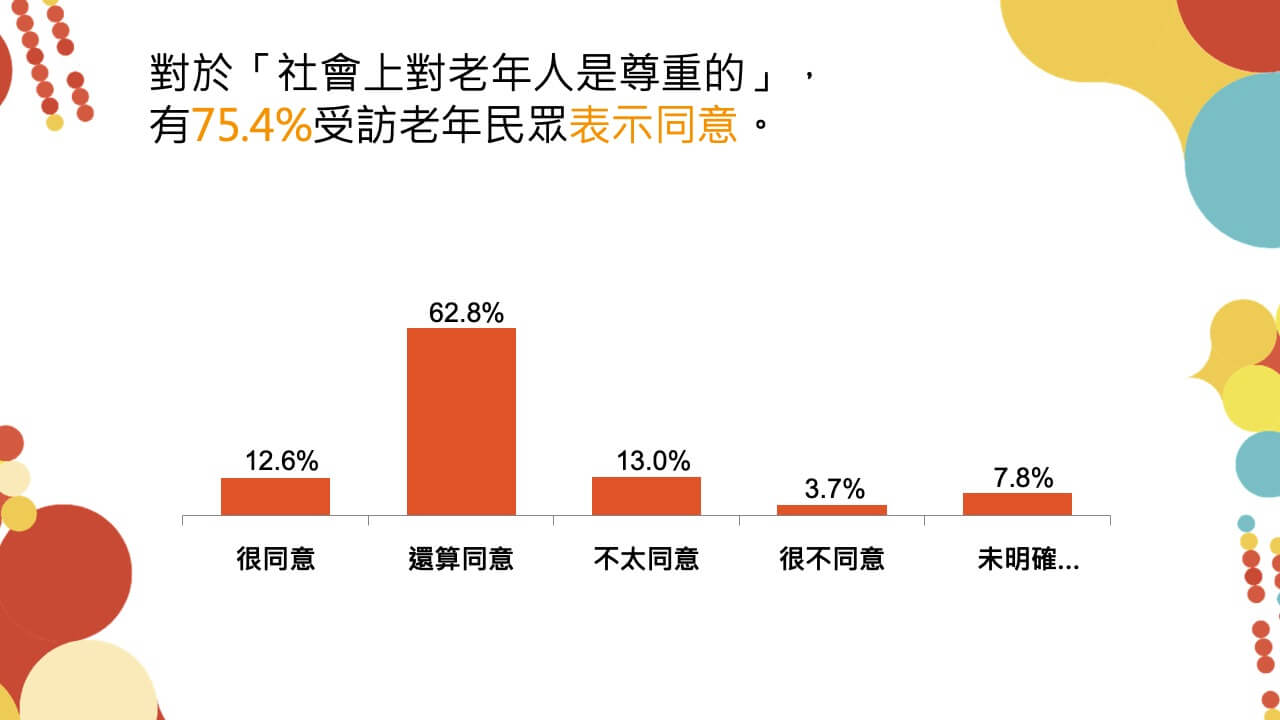 對於「社會上對老年人是尊重的」，
有75.4%受訪老年民眾表示同意。
62.8%
12.6%
13.0%
3.7%
7.8%
很同意
還算同意
不太同意
很不同意
未明確...